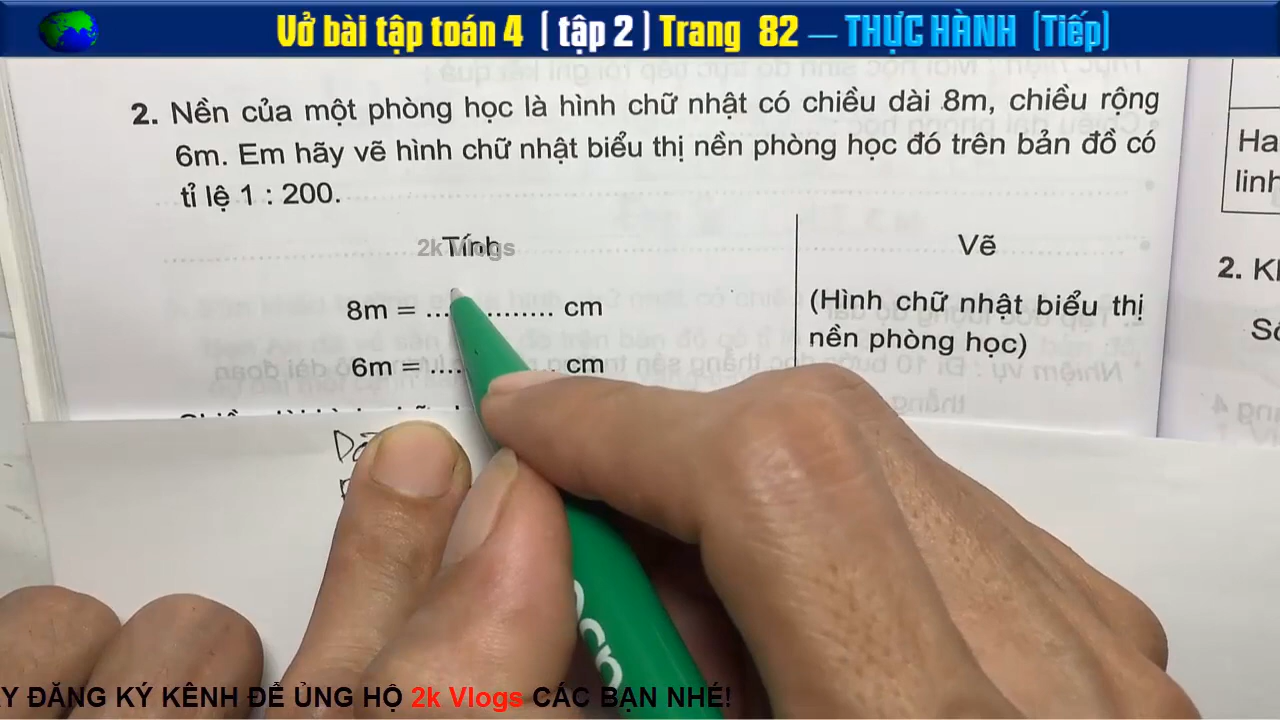 Vở bài tập toán 4 ( tập 2 ) Trang 82 — THỰC HÀNH (Tiếp)
2. Nền của một phòng học là hình chữ nhật có chiều dài 8m, chiều rộng
6m. Em hãy vẽ hình chữ nhật biểu thị nền phòng học đó trên bản đồ có
tỉ lệ 1 : 200.
Tính
2k Vlogs
8m = ................ cm
6m = ................ cm
Vẽ
(Hình chữ nhật biểu thị
nền phòng học)
Ha
linh
2. K
ĐĂNG KÝ KÊNH ĐỂ ỦNG HỘ 2k Vlogs CÁC BẠN NHÉ!